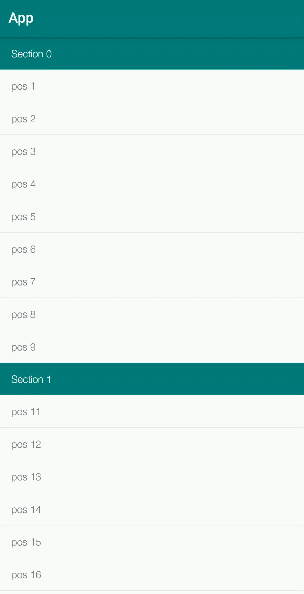 App
Section 0
pos 1
pos 2
pos 3
pos 4
pos 5
pos 6
pos 7
pos 8
pos 9
Section 1
pos 11
pos 12
pos 13
pos 14
pos 15
pos 16